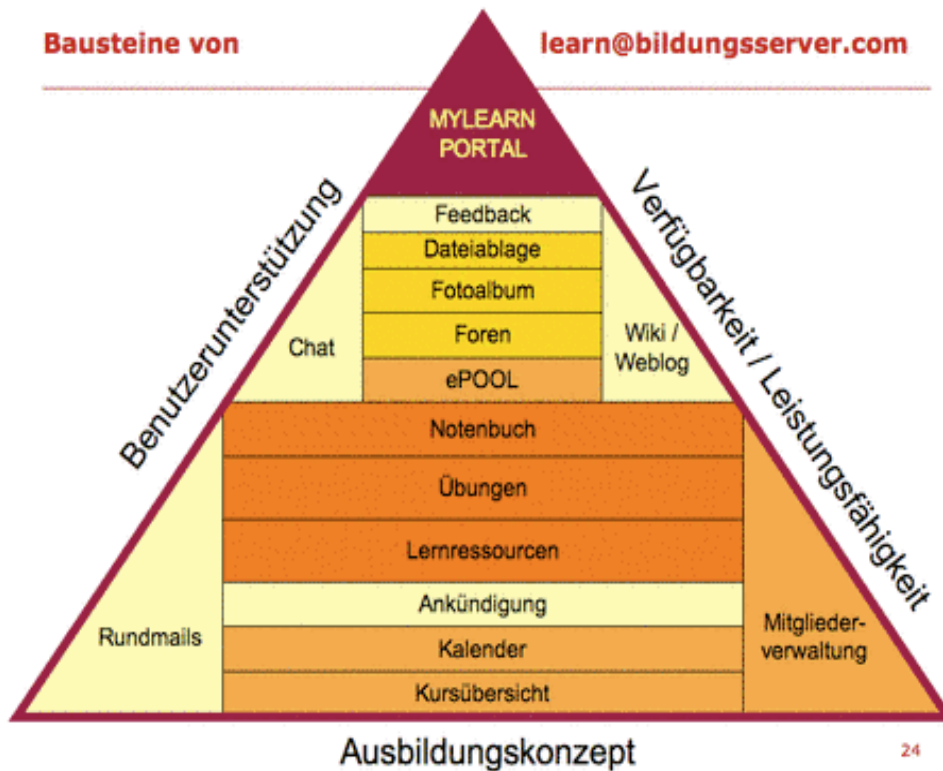 Bausteine von learn@bildungsserver.com
MYLEARN
PORTAL
Benutzerunterstützung
Verfügbarkeit / Leistungsfähigkeit
Feedback
Dateiablage
Fotoalbum
Foren
ePOOL
Chat
Wiki /
Weblog
Notenbuch
Übungen
Lernressourcen
Ankündigung
Kalender
Kursübersicht
Rundmails
Mitglieder-
verwaltung
Ausbildungskonzept
24